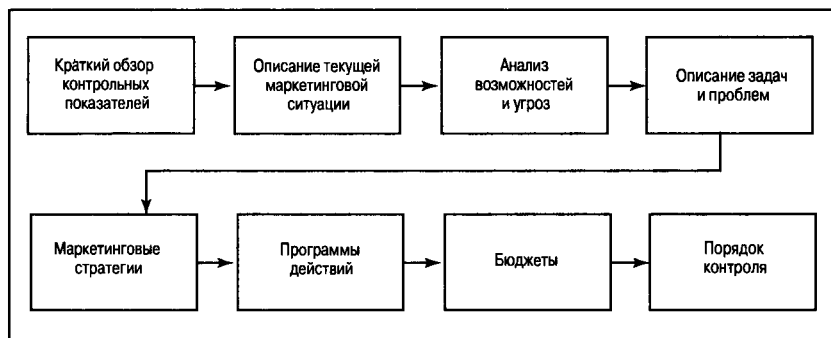 Краткий обзор
контрольных
показателей
Описание текущей
маркетинговой
ситуации
Анализ
возможностей
и угроз
Описание задач
и проблем
Маркетинговые
стратегии
Программы
действий
Бюджеты
Порядок
контроля